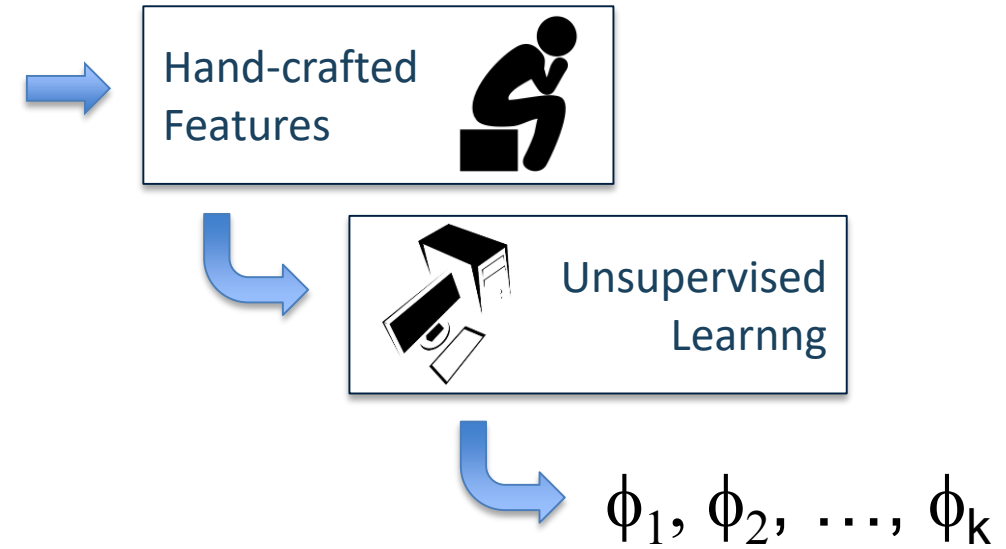 Hand-crafted
Features
Unsupervised
Learnng
ϕ₁, ϕ₂, …, ϕₖ